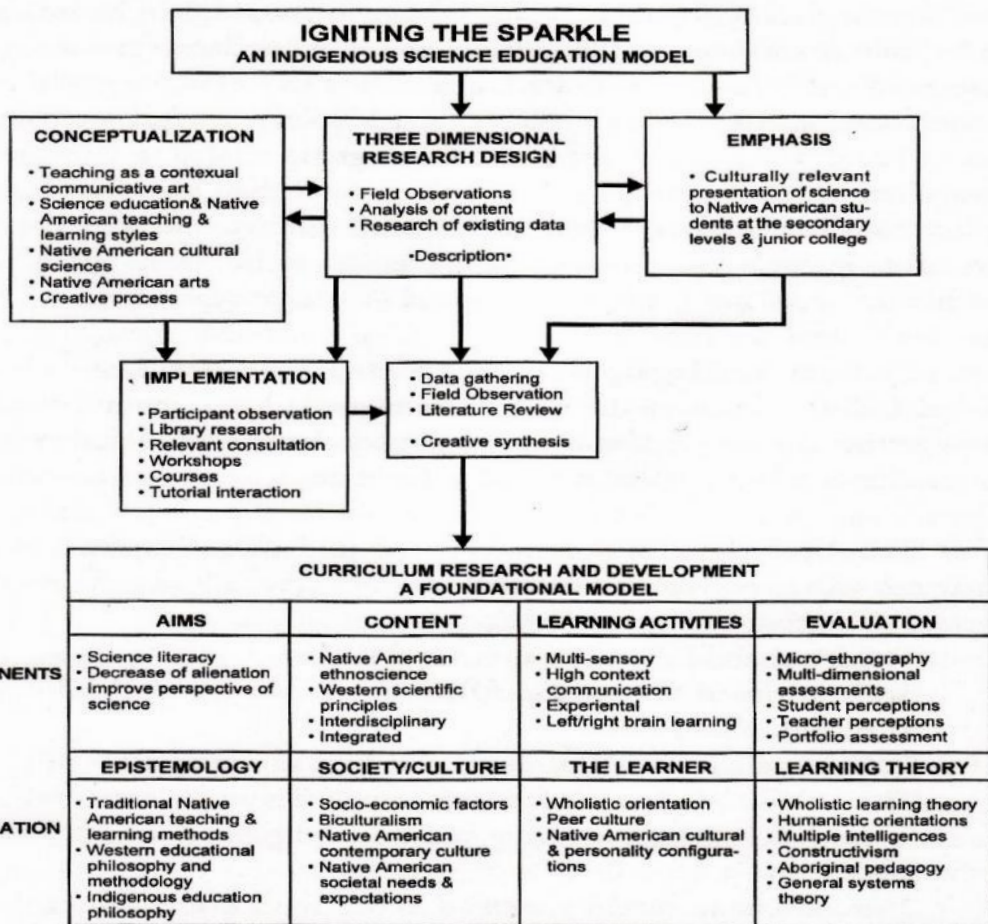 IGNITING THE SPARKLE
AN INDIGENOUS SCIENCE EDUCATION MODEL
CONCEPTUALIZATION
• Teaching as a contexual
communicative art
• Science education& Native
American teaching &
learning styles
• Native American cultural
sciences
• Native American arts
• Creative process
THREE DIMENSIONAL
RESEARCH DESIGN
• Field Observations
• Analysis of content
• Research of existing data
•Description•
EMPHASIS
• Culturally relevant
presentation of science
to Native American stu-
dents at the secondary
levels & junior college
IMPLEMENTATION
• Participant observation
• Library research
• Relevant consultation
• Workshops
• Courses
• Tutorial interaction
• Data gathering
• Field Observation
• Literature Review
• Creative synthesis
CURRICULUM RESEARCH AND DEVELOPMENT
A FOUNDATIONAL MODEL
AIMS
CONTENT
LEARNING ACTIVITIES
EVALUATION
NENTS
• Science literacy
• Decrease of alienation
• Improve perspective of
science
• Native American
ethnoscience
• Western scientific
principles
• Interdisciplinary
• Integrated
• Multi-sensory
• High context
communication
• Experiental
• Left/right brain learning
• Micro-ethnography
• Multi-dimensional
assessments
• Student perceptions
• Teacher perceptions
• Portfolio assessment
EPISTEMOLOGY
SOCIETY/CULTURE
THE LEARNER
LEARNING THEORY
ATION
• Traditional Native
American teaching &
learning methods
• Western educational
philosophy and
methodology
• Indigenous education
philosophy
• Socio-economic factors
• Biculturalism
• Native American
contemporary culture
• Native American
societal needs &
expectations
• Wholistic orientation
• Peer culture
• Native American cultural
& personality configura-
tions
• Wholistic learning theory
• Humanistic orientations
• Multiple intelligences
• Constructivism
• Aboriginal pedagogy
• General systems
theory